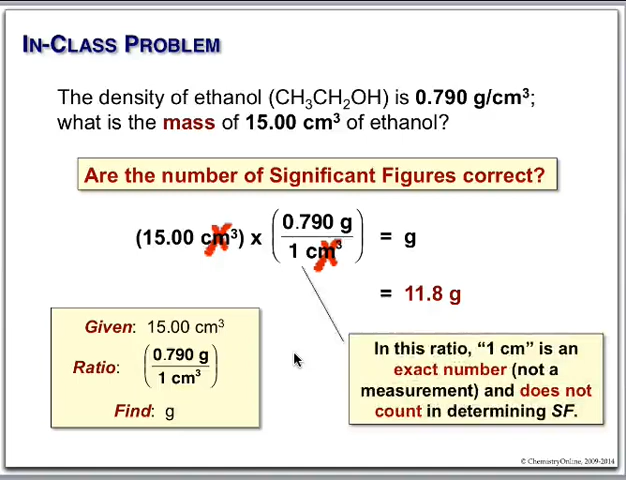 IN-CLASS PROBLEM
The density of ethanol (CH₃CH₂OH) is 0.790 g/cm³;
what is the mass of 15.00 cm³ of ethanol?
Are the number of Significant Figures correct?
(15.00 cm³) x (0.790 g / 1 cm³) = g
= 11.8 g
Given: 15.00 cm³
Ratio: (0.790 g / 1 cm³)
Find: g
In this ratio, “1 cm” is an
exact number (not a
measurement) and does not
count in determining SF.
© ChemistryOnline, 2009-2014